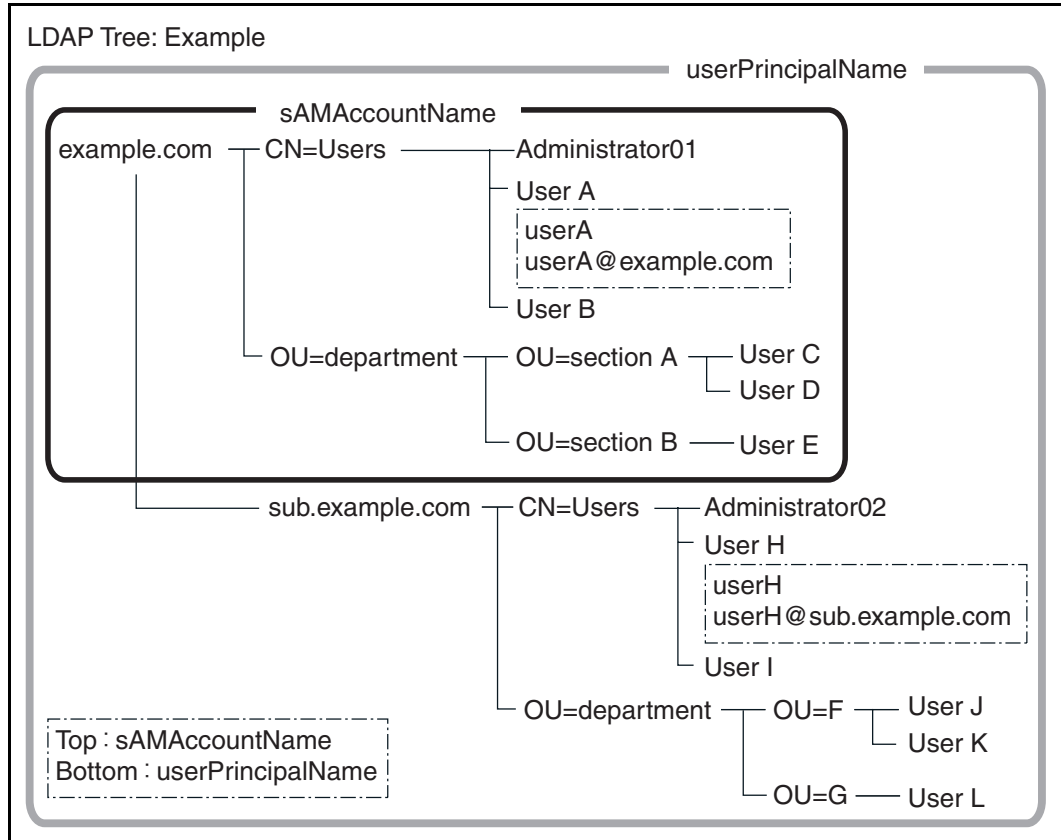 LDAP Tree: Example
userPrincipalName
sAMAccountName
example.com CN=Users Administrator01
User A
userA
userA@example.com
User B
OU=department OU=section A User C
User D
OU=section B User E
sub.example.com CN=Users Administrator02
User H
userH
userH@sub.example.com
User I
OU=department OU=F User J
User K
OU=G User L
Top : sAMAccountName
Bottom : userPrincipalName